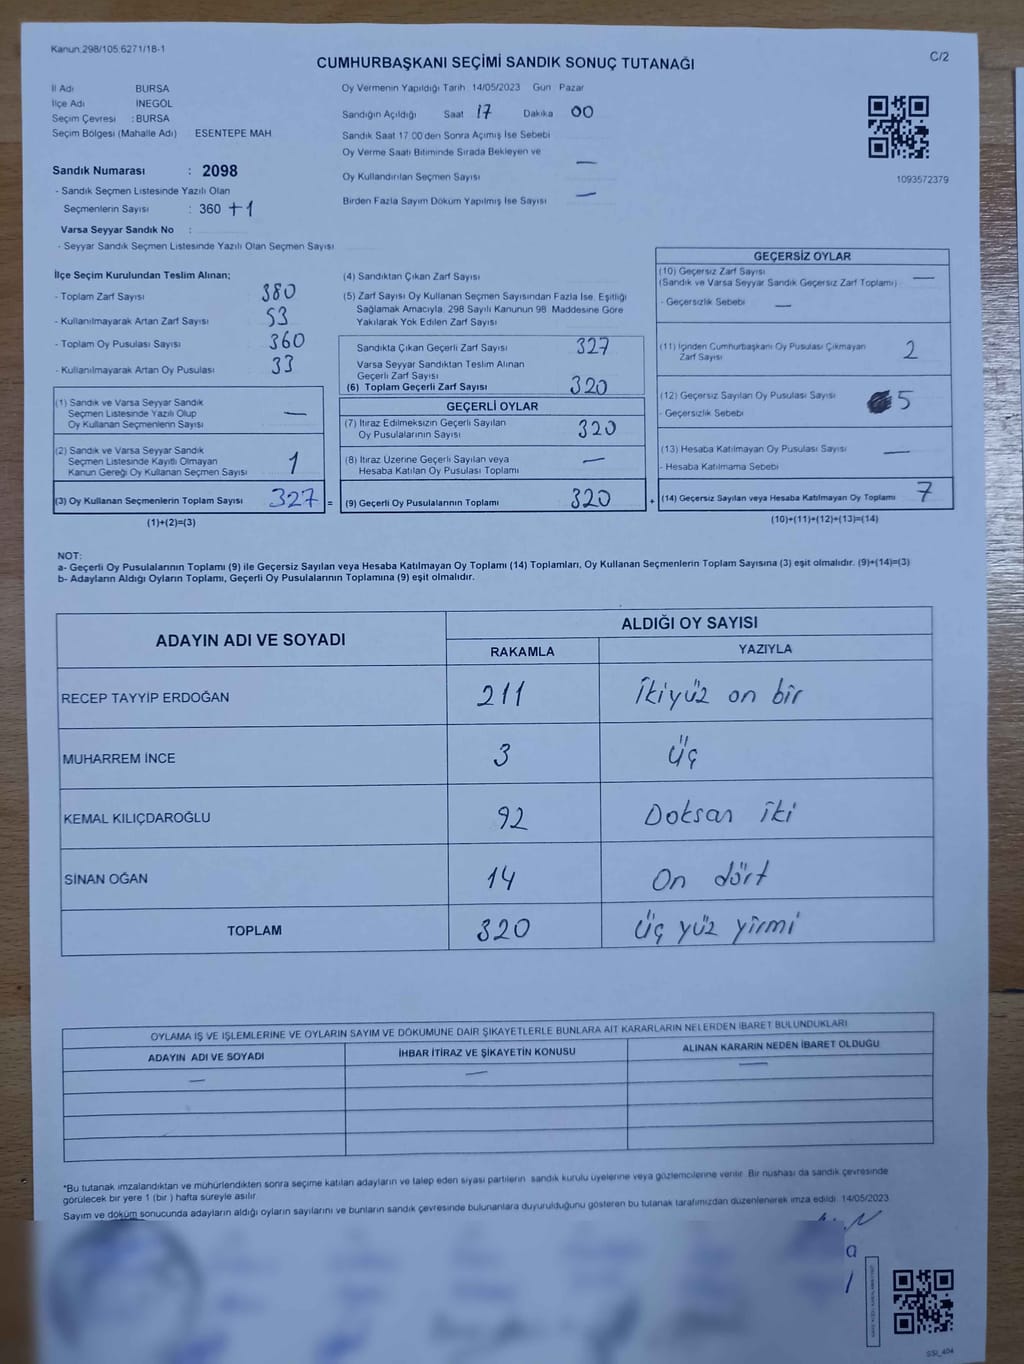 Kanun:298/105,6271/18-1
C/2
CUMHURBAŞKANI SEÇİMİ SANDIK SONUÇ TUTANAĞI
İl Adı BURSA
İlçe Adı İNEGÖL
Seçim Çevresi : BURSA
Seçim Bölgesi (Mahalle Adı) ESENTEPE MAH
Oy Vermenin Yapıldığı Tarih 14/05/2023 Gün Pazar
Sandığın Açıldığı Saat 17 Dakika 00
Sandık Saat 17 00'den Sonra Açımış İse Sebebi
Oy Verme Saati Bitiminde Sırada Bekleyen ve —
Oy Kullandırılan Seçmen Sayısı
Birden Fazla Sayım Döküm Yapılmış İse Sayısı —
1093572379
Sandık Numarası : 2098
- Sandık Seçmen Listesinde Yazılı Olan
Seçmenlerin Sayısı : 360 +1
Varsa Seyyar Sandık No :
- Seyyar Sandık Seçmen Listesinde Yazılı Olan Seçmen Sayısı
İlçe Seçim Kurulundan Teslim Alınan;
- Toplam Zarf Sayısı 380
- Kullanılmayarak Artan Zarf Sayısı 53
- Toplam Oy Pusulası Sayısı 360
- Kullanılmayarak Artan Oy Pusulası 33
(1) Sandık ve Varsa Seyyar Sandık
Seçmen Listesinde Yazılı Olup —
Oy Kullanan Seçmenlerin Sayısı
(2) Sandık ve Varsa Seyyar Sandık
Seçmen Listesinde Kayıtlı Olmayan 1
Kanun Gereği Oy Kullanan Seçmen Sayısı
(3) Oy Kullanan Seçmenlerin Toplam Sayısı 327 =
(1)+(2)=(3)
(4) Sandıktan Çıkan Zarf Sayısı
(5) Zarf Sayısı Oy Kullanan Seçmen Sayısından Fazla İse. Eşitliği
Sağlamak Amacıyla. 298 Sayılı Kanunun 98. Maddesine Göre
Yakılarak Yok Edilen Zarf Sayısı
Sandıkta Çıkan Geçerli Zarf Sayısı 327
Varsa Seyyar Sandıktan Teslim Alınan
Geçerli Zarf Sayısı
(6) Toplam Geçerli Zarf Sayısı 320
GEÇERLİ OYLAR
(7) İtiraz Edilmeksizin Geçerli Sayılan 320
Oy Pusulalarının Sayısı
(8) İtiraz Üzerine Geçerli Sayılan veya —
Hesaba Katılan Oy Pusulası Toplamı
(9) Geçerli Oy Pusulalarının Toplamı 320 +
GEÇERSİZ OYLAR
(10) Geçersiz Zarf Sayısı —
(Sandık ve Varsa Seyyar Sandık Geçersiz Zarf Toplamı)
- Geçersizlik Sebebi —
(11) İçinden Cumhurbaşkanı Oy Pusulası Çıkmayan 2
Zarf Sayısı
(12) Geçersiz Sayılan Oy Pusulası Sayısı 5
- Geçersizlik Sebebi
(13) Hesaba Katılmayan Oy Pusulası Sayısı —
- Hesaba Katılmama Sebebi
(14) Geçersiz Sayılan veya Hesaba Katılmayan Oy Toplamı 7
(10)+(11)+(12)+(13)=(14)
NOT:
a- Geçerli Oy Pusulalarının Toplamı (9) ile Geçersiz Sayılan veya Hesaba Katılmayan Oy Toplamı (14) Toplamları, Oy Kullanan Seçmenlerin Toplam Sayısına (3) eşit olmalıdır. (9)+(14)=(3)
b- Adayların Aldığı Oyların Toplamı, Geçerli Oy Pusulalarının Toplamına (9) eşit olmalıdır.
ADAYIN ADI VE SOYADI
ALDIĞI OY SAYISI
RAKAMLA YAZIYLA
RECEP TAYYİP ERDOĞAN 211 İkiyüz on bir
MUHARREM İNCE 3 Üç
KEMAL KILIÇDAROĞLU 92 Doksan iki
SİNAN OĞAN 14 On dört
TOPLAM 320 Üç yüz yirmi
OYLAMA İŞ VE İŞLEMLERİNE VE OYLARIN SAYIM VE DÖKÜMÜNE DAİR ŞİKAYETLERLE BUNLARA AİT KARARLARIN NELERDEN İBARET BULUNDUKLARI
ADAYIN ADI VE SOYADI İHBAR İTİRAZ VE ŞİKAYETİN KONUSU ALINAN KARARIN NEDEN İBARET OLDUĞU
— — —
*Bu tutanak imzalandıktan ve mühürlendikten sonra seçime katılan adayların ve talep eden siyasi partilerin sandık kurulu üyelerine veya gözlemcilerine verilir. Bir nüshası da sandık çevresinde
görülecek bir yere 1 (bir ) hafta süreyle asılır
Sayım ve döküm sonucunda adayların aldığı oyların sayılarını ve bunların sandık çevresinde bulunanlara duyurulduğunu gösteren bu tutanak tarafımızdan düzenlenerek imza edildi. 14/05/2023
a
SSI_404